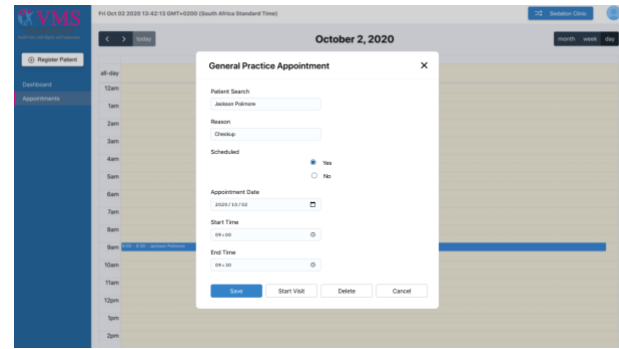 VMS
Fri Oct 02 2020 13:42:13 GMT+0200 (South Africa Standard Time)
Sedation Clinic
today
October 2, 2020
month week day
Register Patient
Dashboard
Appointments
General Practice Appointment
Patient Search
Jackson Polimore
Reason
Checkup
Scheduled
Yes
No
Appointment Date
2020/10/02
Start Time
09:00
End Time
09:30
Save
Start Visit
Delete
Cancel
all-day
12am
1am
2am
3am
4am
5am
6am
7am
8am
9am
10am
11am
12pm
1pm
2pm